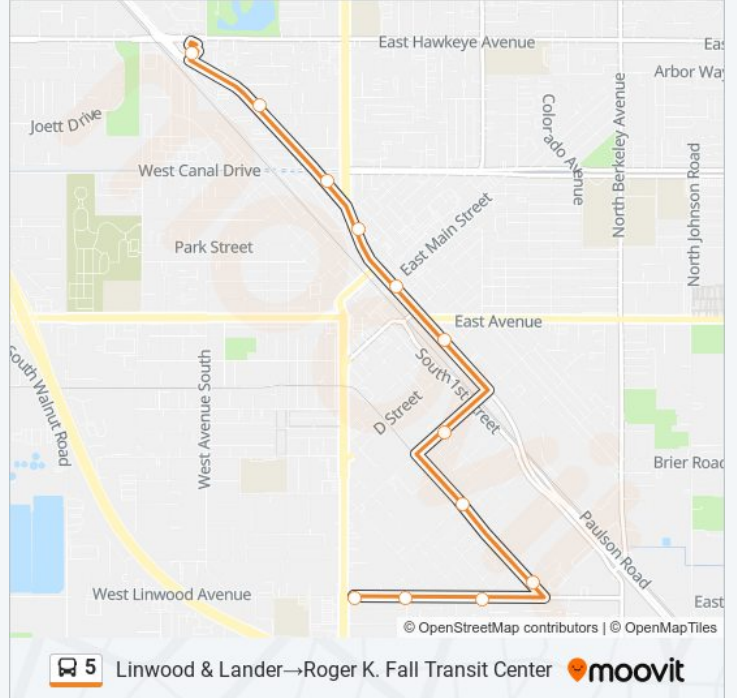 East Hawkeye Avenue
Eas
Arbor Way
Joett Drive
Colorado Avenue
North Berkeley Avenue
West Canal Drive
North Johnson Road
East Main Street
Park Street
East Avenue
South Walnut Road
West Avenue South
South 1st Street
D Street
Brier Road
Paulson Road
West Linwood Avenue
East
© OpenStreetMap contributors | © OpenMapTiles
5 Linwood & Lander→Roger K. Fall Transit Center moovit